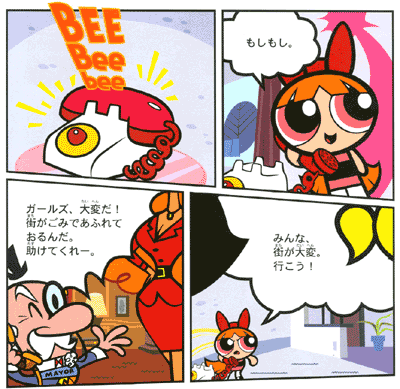 BEE
Bee
bee
もしもし。
ガールズ、大変だ！
街がごみであふれて
おるんだ。
助けてくれー。
MAYOR
みんな、
街が大変。
行こう！